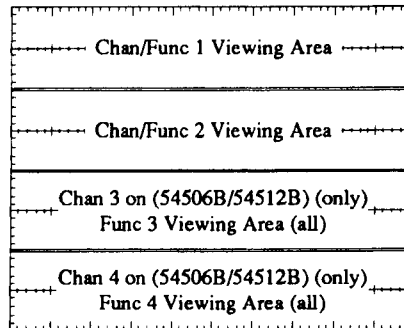 Chan/Func 1 Viewing Area
Chan/Func 2 Viewing Area
Chan 3 on (54506B/54512B) (only)
Func 3 Viewing Area (all)
Chan 4 on (54506B/54512B) (only)
Func 4 Viewing Area (all)